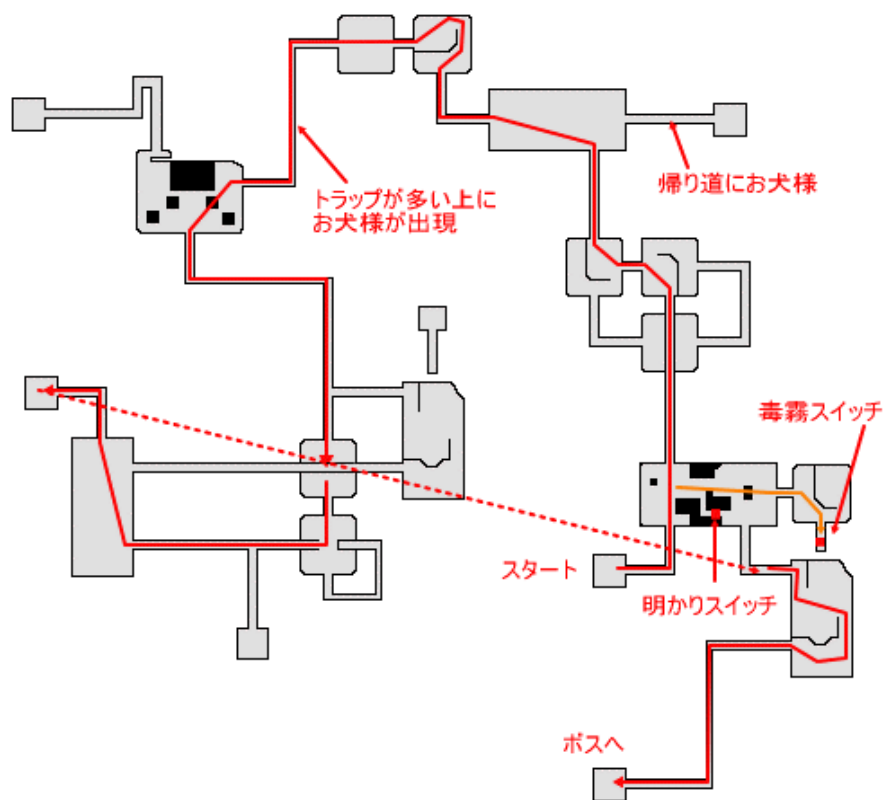 帰り道にお犬様
トラップが多い上に
お犬様が出現
毒霧スイッチ
スタート
明かりスイッチ
ボスへ